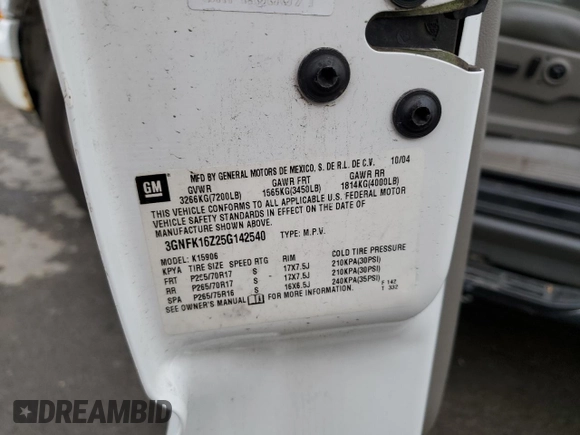 MFD BY GENERAL MOTORS DE MEXICO, S. DE R.L. DE C.V. 10/04
GM
GVWR GAWR FRT GAWR RR
3266KG(7200LB) 1565KG(3450LB) 1814KG(4000LB)
THIS VEHICLE CONFORMS TO ALL APPLICABLE U.S. FEDERAL MOTOR
VEHICLE SAFETY STANDARDS IN EFFECT ON THE DATE OF
MANUFACTURE SHOWN ABOVE.
3GNFK16Z25G142540 TYPE: M.P.V.
MODEL: K15906
KPYA TIRE SIZE SPEED RTG RIM COLD TIRE PRESSURE
FRT P265/70R17 S 17X7.5J 210KPA(30PSI)
RR P265/70R17 S 17X7.5J 210KPA(30PSI)
SPA P265/75R16 S 16X6.5J 240KPA(35PSI)
SEE OWNER'S MANUAL FOR MORE INFORMATION.
F 142
T 332
DREAMBID